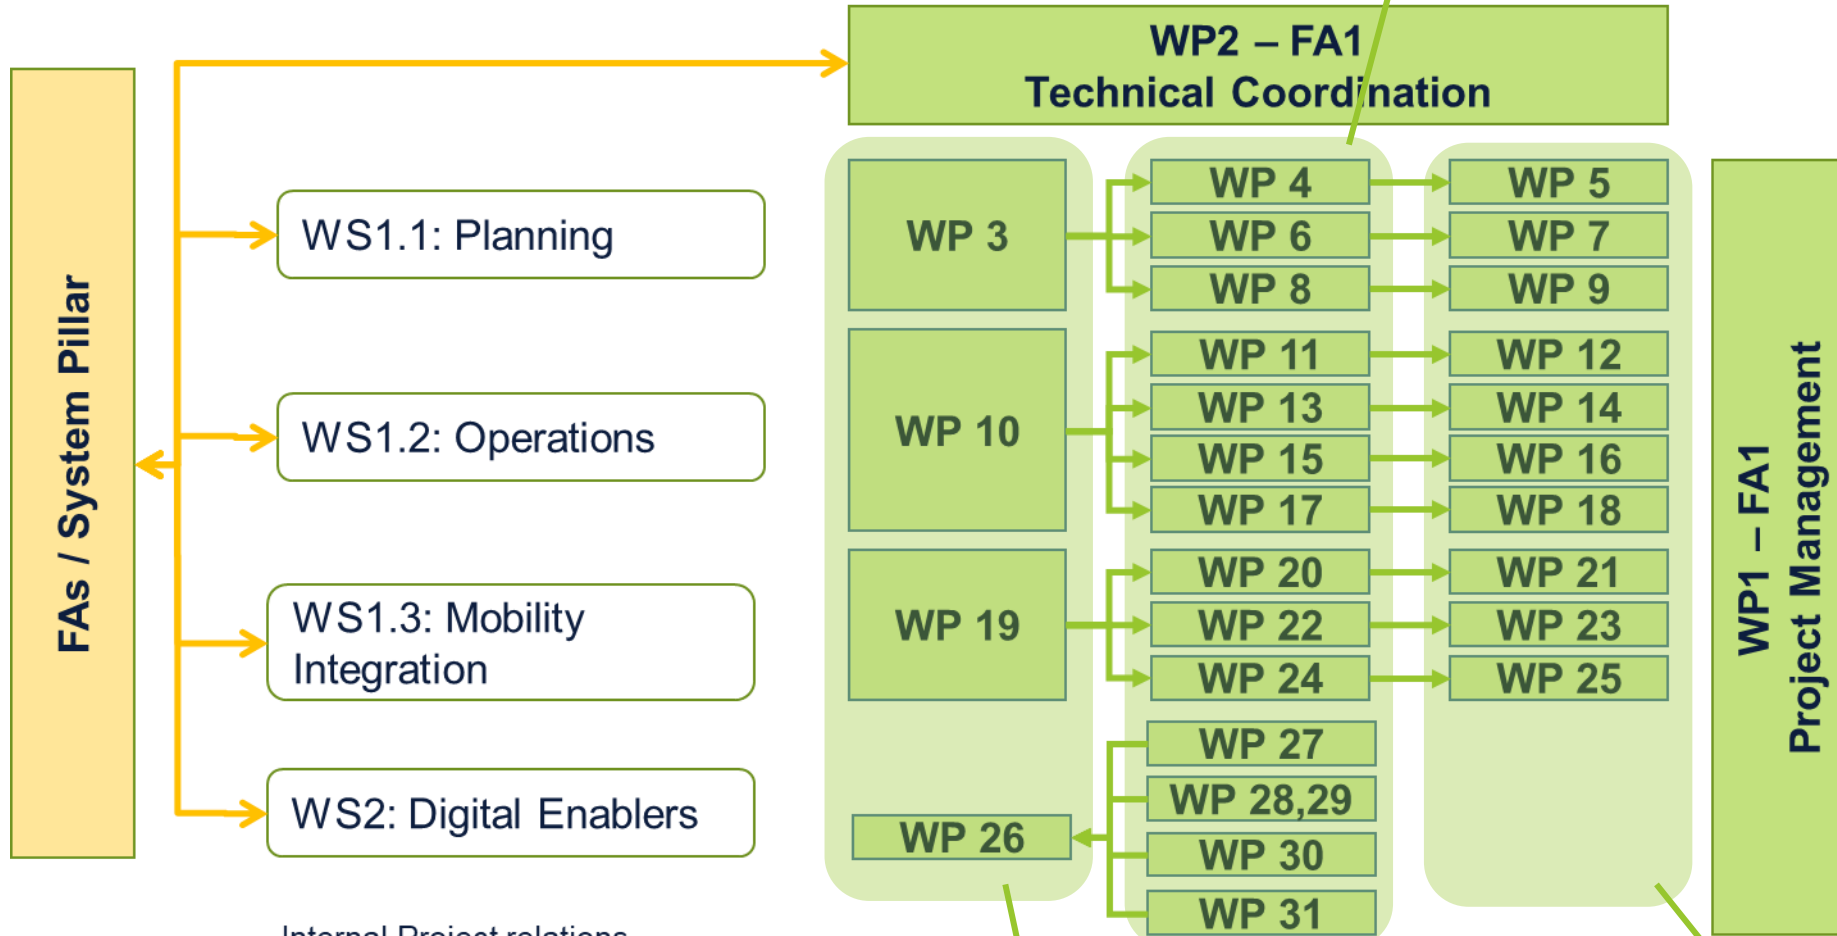 WP2 – FA1
Technical Coordination
FAs / System Pillar
WS1.1: Planning
WS1.2: Operations
WS1.3: Mobility
Integration
WS2: Digital Enablers
WP 3
WP 4
WP 5
WP 6
WP 7
WP 8
WP 9
WP 10
WP 11
WP 12
WP 13
WP 14
WP 15
WP 16
WP 17
WP 18
WP 19
WP 20
WP 21
WP 22
WP 23
WP 24
WP 25
WP 26
WP 27
WP 28,29
WP 30
WP 31
WP1 – FA1
Project Management
Internal Project relations